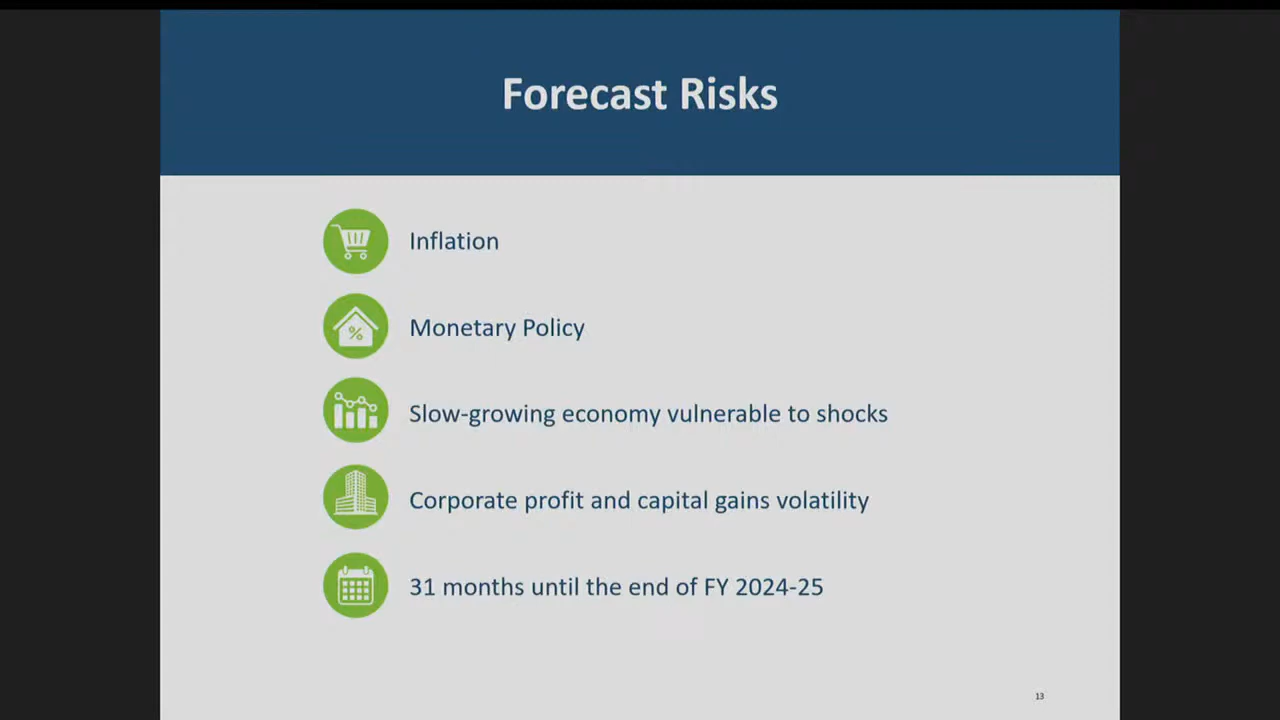 Forecast Risks
Inflation
%
Monetary Policy
Slow-growing economy vulnerable to shocks
Corporate profit and capital gains volatility
31 months until the end of FY 2024-25
13